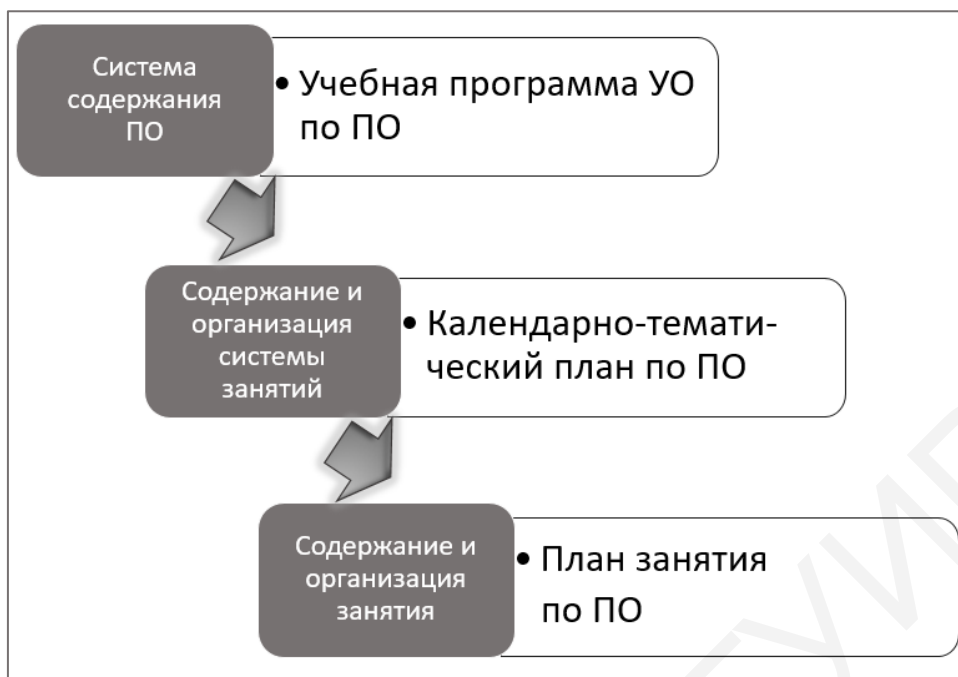 Система
содержания
ПО
• Учебная программа УО
по ПО
Содержание и
организация
системы
занятий
• Календарно-темати-
ческий план по ПО
Содержание и
организация
занятия
• План занятия
по ПО